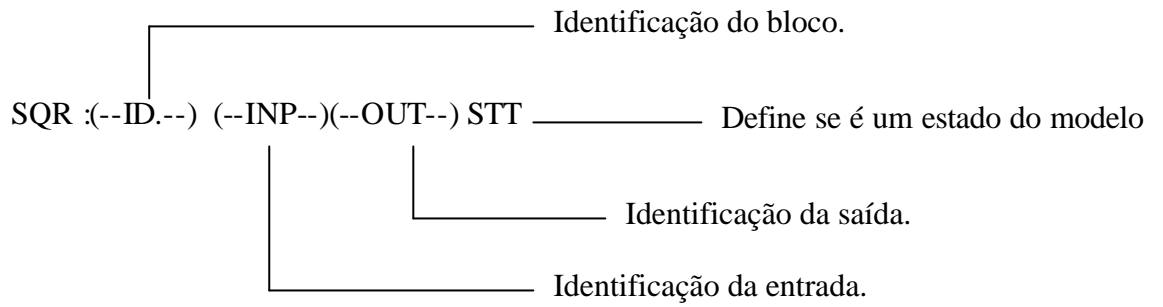 Identificação do bloco.
SQR :(--ID.--) (--INP--)(--OUT--) STT
Define se é um estado do modelo
Identificação da saída.
Identificação da entrada.